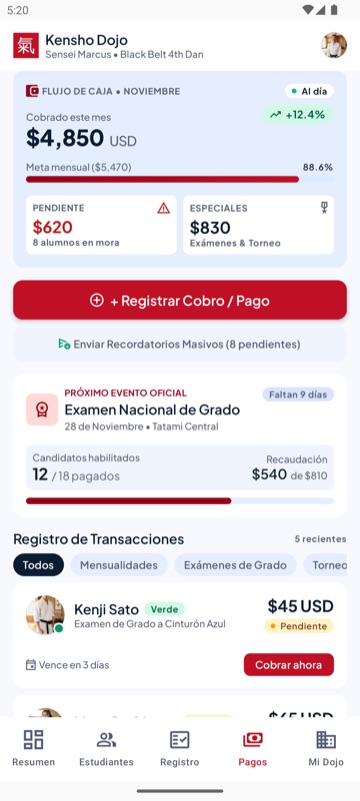 5:20
氣
Kensho Dojo
Sensei Marcus • Black Belt 4th Dan
FLUJO DE CAJA • NOVIEMBRE
Al día
Cobrado este mes
+12.4%
$4,850 USD
Meta mensual ($5,470)
88.6%
PENDIENTE
$620
8 alumnos en mora
ESPECIALES
$830
Exámenes & Torneo
+ Registrar Cobro / Pago
Enviar Recordatorios Masivos (8 pendientes)
PRÓXIMO EVENTO OFICIAL
Faltan 9 días
Examen Nacional de Grado
28 de Noviembre • Tatami Central
Candidatos habilitados
12 / 18 pagados
Recaudación
$540 de $810
Registro de Transacciones
5 recientes
Todos
Mensualidades
Exámenes de Grado
Torneo
Kenji Sato
Verde
Examen de Grado a Cinturón Azul
$45 USD
Pendiente
Vence en 3 días
Cobrar ahora
Resumen
Estudiantes
Registro
Pagos
Mi Dojo